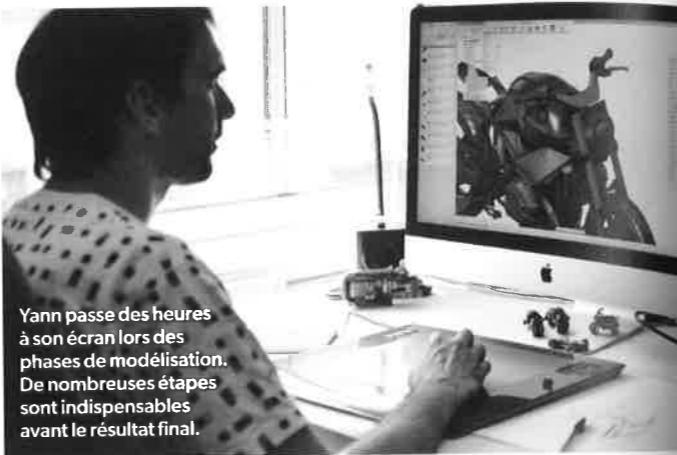 Yann passe des heures
à son écran lors des
phases de modélisation.
De nombreuses étapes
sont indispensables
avant le résultat final.